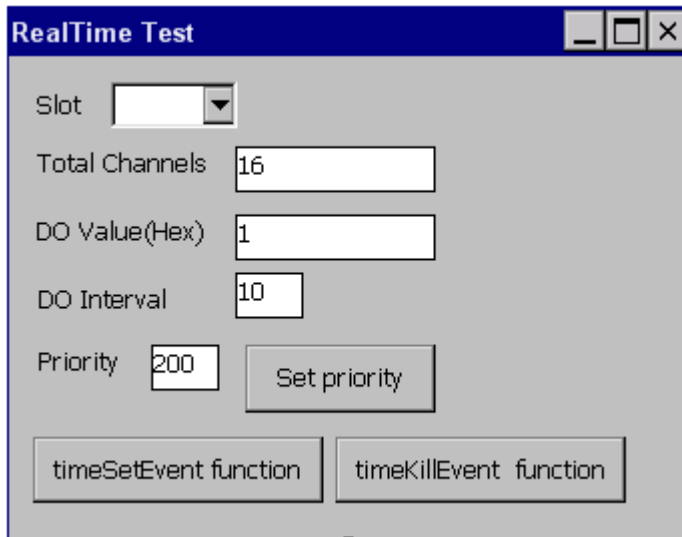 RealTime Test
Slot
Total Channels 16
DO Value(Hex) 1
DO Interval 10
Priority 200 Set priority
timeSetEvent function timeKillEvent function